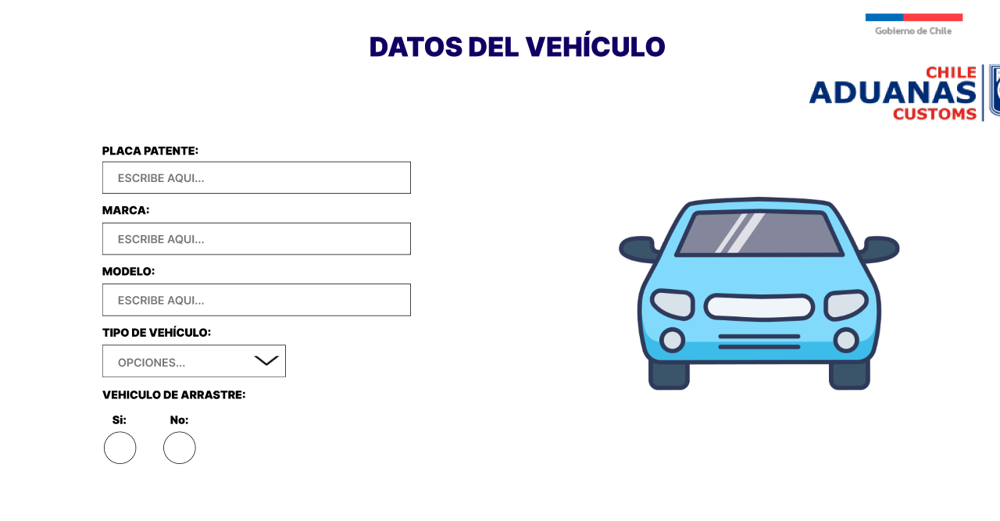 DATOS DEL VEHÍCULO
Gobierno de Chile
CHILE
ADUANAS
CUSTOMS
PLACA PATENTE:
ESCRIBE AQUI...
MARCA:
ESCRIBE AQUI...
MODELO:
ESCRIBE AQUI...
TIPO DE VEHÍCULO:
OPCIONES...
VEHICULO DE ARRASTRE:
Si: No: